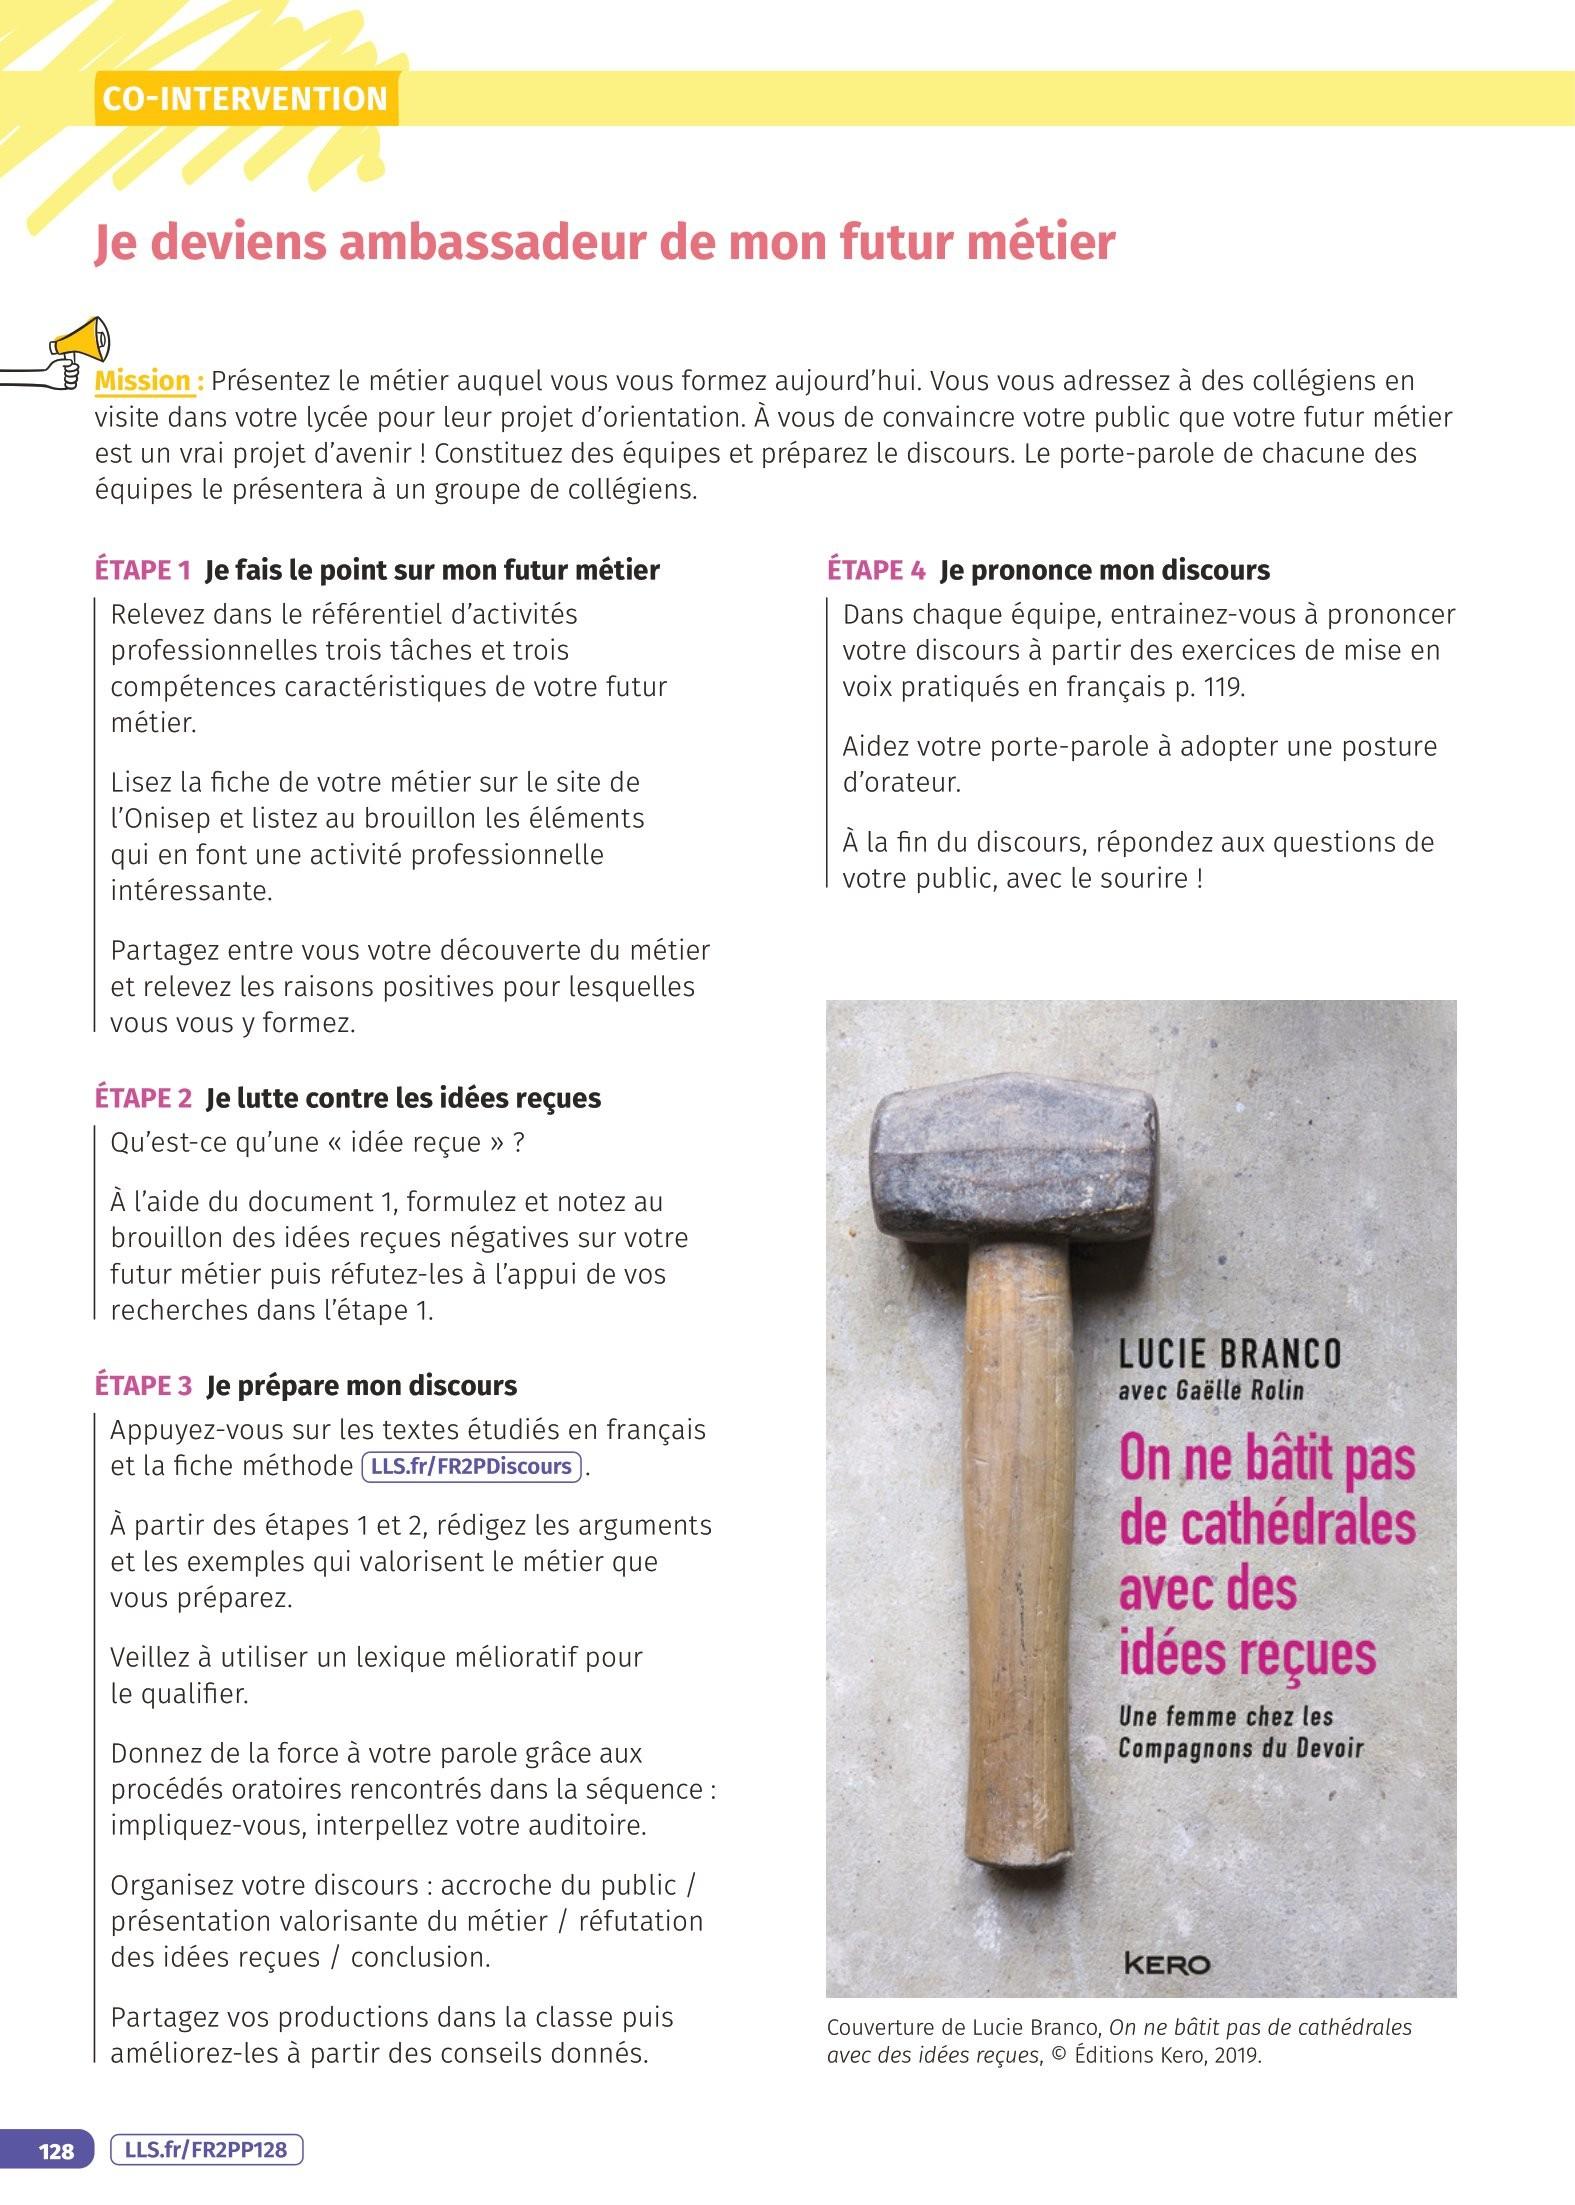 CO-INTERVENTION
Je deviens ambassadeur de mon futur métier
Mission : Présentez le métier auquel vous vous formez aujourd’hui. Vous vous adressez à des collégiens en
visite dans votre lycée pour leur projet d’orientation. À vous de convaincre votre public que votre futur métier
est un vrai projet d’avenir ! Constituez des équipes et préparez le discours. Le porte-parole de chacune des
équipes le présentera à un groupe de collégiens.
ÉTAPE 1 Je fais le point sur mon futur métier
Relevez dans le référentiel d’activités
professionnelles trois tâches et trois
compétences caractéristiques de votre futur
métier.
Lisez la fiche de votre métier sur le site de
l’Onisep et listez au brouillon les éléments
qui en font une activité professionnelle
intéressante.
Partagez entre vous votre découverte du métier
et relevez les raisons positives pour lesquelles
vous vous y formez.
ÉTAPE 2 Je lutte contre les idées reçues
Qu’est-ce qu’une « idée reçue » ?
À l’aide du document 1, formulez et notez au
brouillon des idées reçues négatives sur votre
futur métier puis réfutez-les à l’appui de vos
recherches dans l’étape 1.
ÉTAPE 3 Je prépare mon discours
Appuyez-vous sur les textes étudiés en français
et la fiche méthode LLS.fr/FR2PDiscours .
À partir des étapes 1 et 2, rédigez les arguments
et les exemples qui valorisent le métier que
vous préparez.
Veillez à utiliser un lexique mélioratif pour
le qualifier.
Donnez de la force à votre parole grâce aux
procédés oratoires rencontrés dans la séquence :
impliquez-vous, interpellez votre auditoire.
Organisez votre discours : accroche du public /
présentation valorisante du métier / réfutation
des idées reçues / conclusion.
Partagez vos productions dans la classe puis
améliorez-les à partir des conseils donnés.
ÉTAPE 4 Je prononce mon discours
Dans chaque équipe, entrainez-vous à prononcer
votre discours à partir des exercices de mise en
voix pratiqués en français p. 119.
Aidez votre porte-parole à adopter une posture
d’orateur.
À la fin du discours, répondez aux questions de
votre public, avec le sourire !
LUCIE BRANCO
avec Gaëlle Rolin
On ne bâtit pas
de cathédrales
avec des
idées reçues
Une femme chez les
Compagnons du Devoir
KERO
Couverture de Lucie Branco, On ne bâtit pas de cathédrales
avec des idées reçues, © Éditions Kero, 2019.
128
LLS.fr/FR2PP128